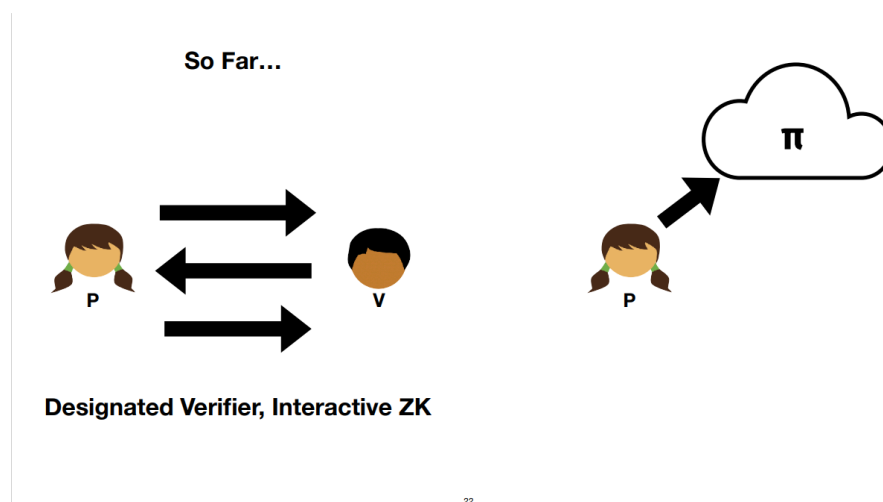 So Far...
π
P
V
P
Designated Verifier, Interactive ZK